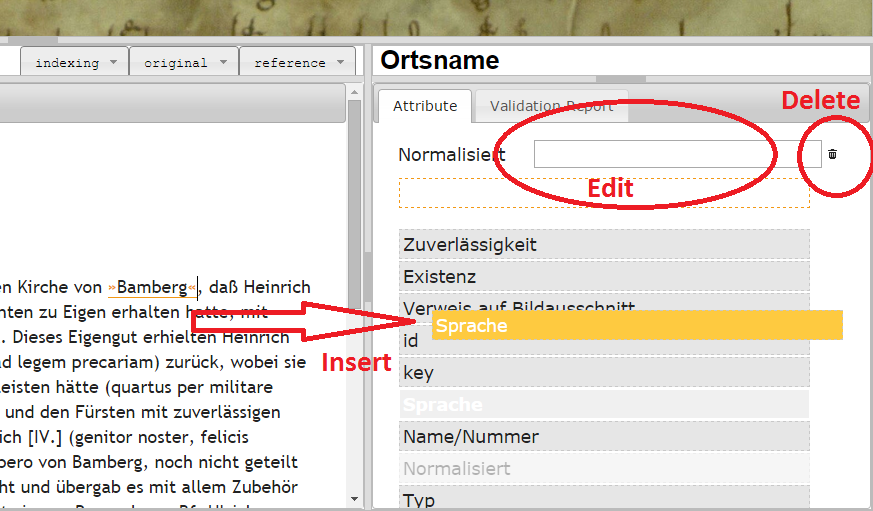 indexing
original
reference
Ortsname
Attribute
Validation Report
Delete
Normalisiert
Edit
Zuverlässigkeit
Existenz
Verweis auf Bildausschnitt
Sprache
id
key
Sprache
Name/Nummer
Normalisiert
Typ
Insert
en Kirche von »Bamberg«, daß Heinrich
nten zu Eigen erhalten hatte, mit
. Dieses Eigengut erhielten Heinrich
ad legem precariam) zurück, wobei sie
leisten hätte (quartus per militare
und den Fürsten mit zuverlässigen
ich [IV.] (genitor noster, felicis
pero von Bamberg, noch nicht geteilt
ht und übergab es mit allem Zubehör